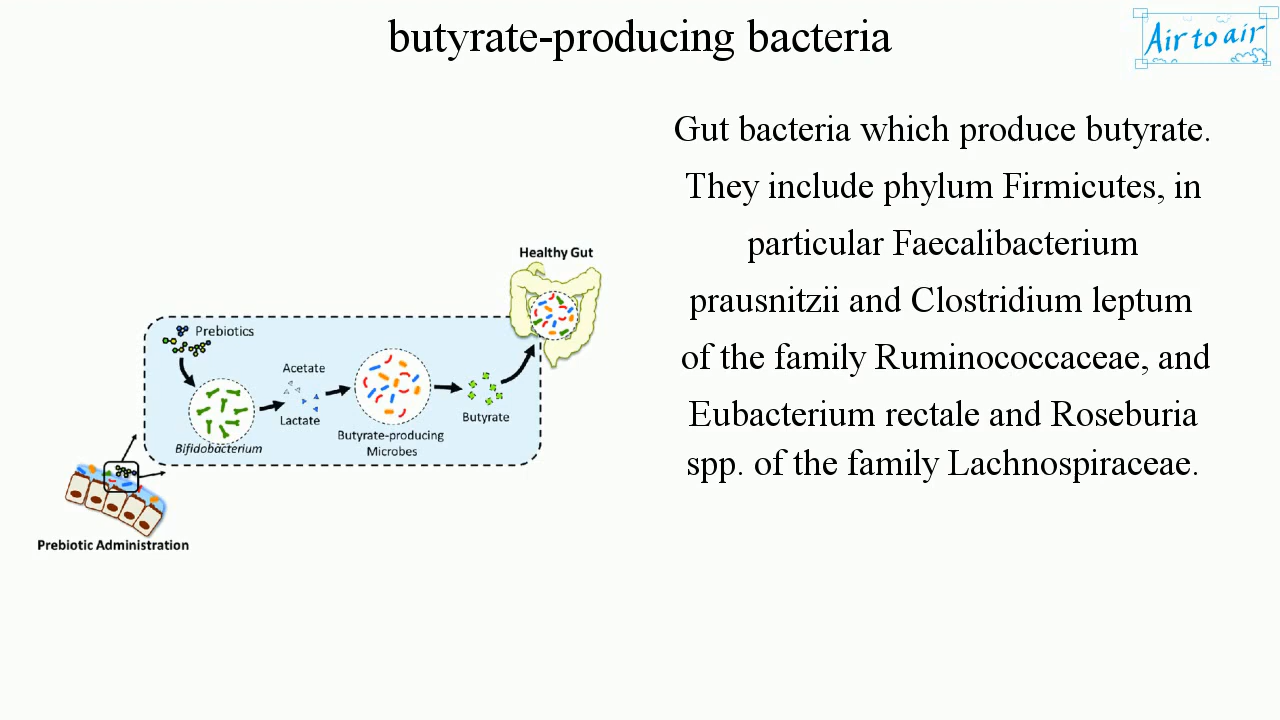 butyrate-producing bacteria
Air to air
Gut bacteria which produce butyrate.
They include phylum Firmicutes, in
particular Faecalibacterium
prausnitzii and Clostridium leptum
of the family Ruminococcaceae, and
Eubacterium rectale and Roseburia
spp. of the family Lachnospiraceae.
Healthy Gut
Prebiotics
Acetate
Lactate
Butyrate
Butyrate-producing
Microbes
Bifidobacterium
Prebiotic Administration